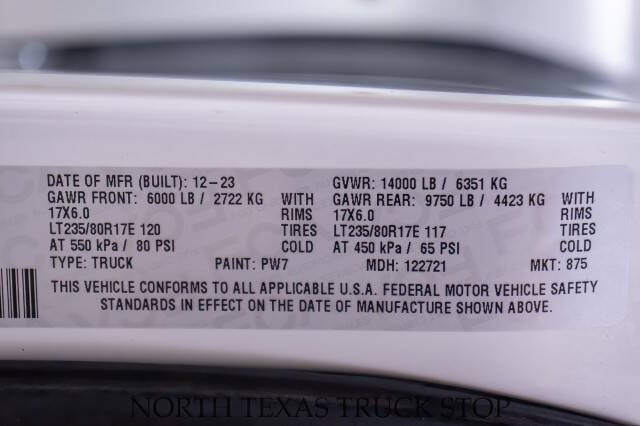 DATE OF MFR (BUILT): 12-23 GVWR: 14000 LB / 6351 KG
GAWR FRONT: 6000 LB / 2722 KG WITH GAWR REAR: 9750 LB / 4423 KG WITH
17X6.0 RIMS 17X6.0 RIMS
LT235/80R17E 120 TIRES LT235/80R17E 117 TIRES
AT 550 kPa / 80 PSI COLD AT 450 kPa / 65 PSI COLD
TYPE: TRUCK PAINT: PW7 MDH: 122721 MKT: 875
THIS VEHICLE CONFORMS TO ALL APPLICABLE U.S.A. FEDERAL MOTOR VEHICLE SAFETY
STANDARDS IN EFFECT ON THE DATE OF MANUFACTURE SHOWN ABOVE.
NORTH TEXAS TRUCK STOP